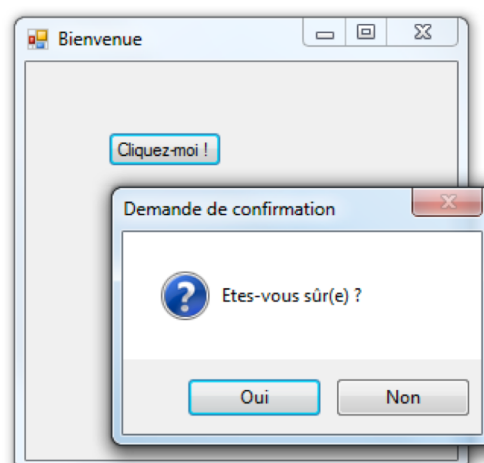 Bienvenue
Cliquez-moi !
Demande de confirmation
Etes-vous sûr(e) ?
Oui
Non